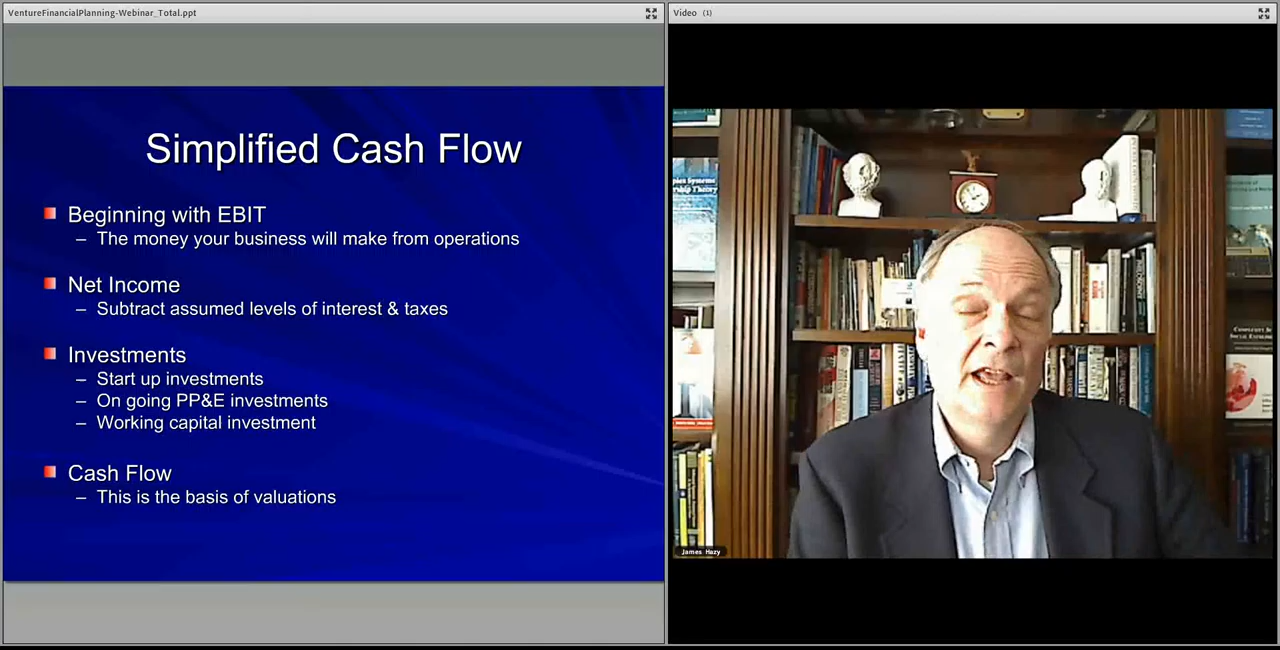 VentureFinancialPlanning-Webinar_Total.ppt
Simplified Cash Flow
Beginning with EBIT
– The money your business will make from operations
Net Income
– Subtract assumed levels of interest & taxes
Investments
– Start up investments
– On going PP&E investments
– Working capital investment
Cash Flow
– This is the basis of valuations
Video (1)
James Hazy